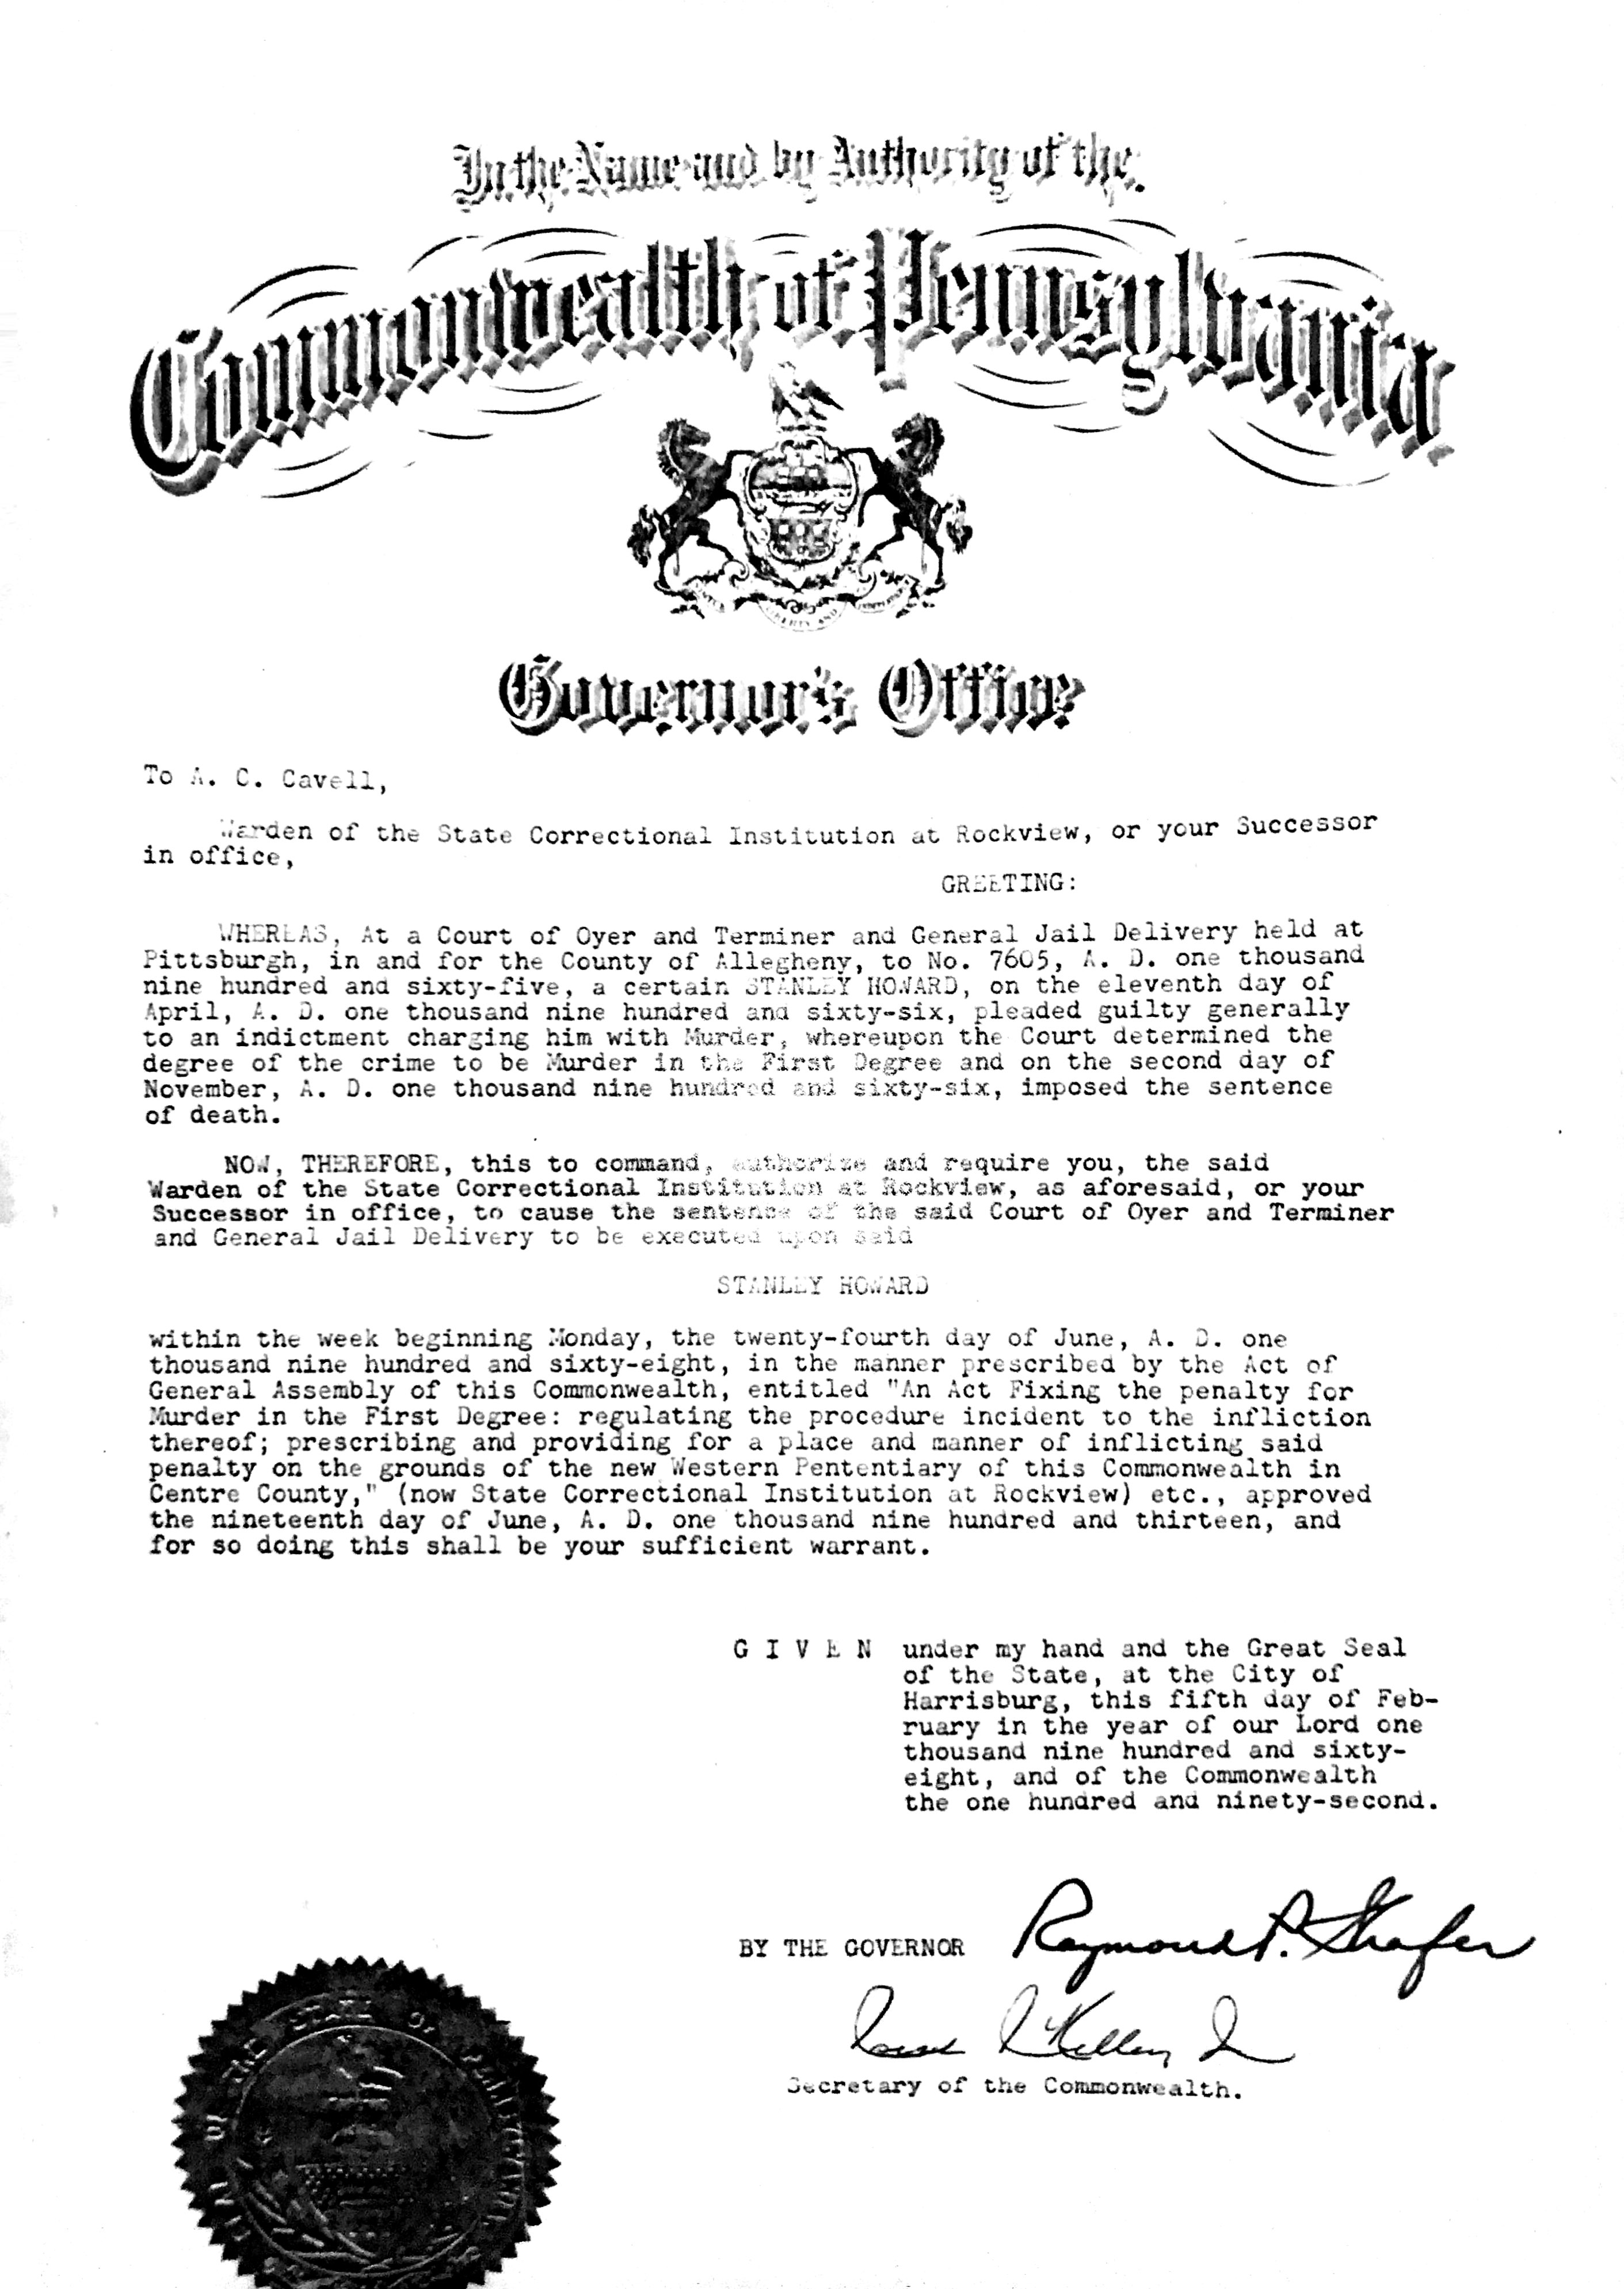 In the Name and by Authority of the
Commonwealth of Pennsylvania
LIBERTY AND
Governor's Office
To A. C. Cavell,
Warden of the State Correctional Institution at Rockview, or your Successor
in office,
GREETING:
WHEREAS, At a Court of Oyer and Terminer and General Jail Delivery held at
Pittsburgh, in and for the County of Allegheny, to No. 7605, A. D. one thousand
nine hundred and sixty-five, a certain STANLEY HOWARD, on the eleventh day of
April, A. D. one thousand nine hundred and sixty-six, pleaded guilty generally
to an indictment charging him with Murder, whereupon the Court determined the
degree of the crime to be Murder in the First Degree and on the second day of
November, A. D. one thousand nine hundred and sixty-six, imposed the sentence
of death.
NOW, THEREFORE, this to command, authorize and require you, the said
Warden of the State Correctional Institution at Rockview, as aforesaid, or your
Successor in office, to cause the sentence of the said Court of Oyer and Terminer
and General Jail Delivery to be executed upon said
STANLEY HOWARD
within the week beginning Monday, the twenty-fourth day of June, A. D. one
thousand nine hundred and sixty-eight, in the manner prescribed by the Act of
General Assembly of this Commonwealth, entitled "An Act Fixing the penalty for
Murder in the First Degree: regulating the procedure incident to the infliction
thereof; prescribing and providing for a place and manner of inflicting said
penalty on the grounds of the new Western Pententiary of this Commonwealth in
Centre County," (now State Correctional Institution at Rockview) etc., approved
the nineteenth day of June, A. D. one thousand nine hundred and thirteen, and
for so doing this shall be your sufficient warrant.
G I V E N under my hand and the Great Seal
of the State, at the City of
Harrisburg, this fifth day of Feb-
ruary in the year of our Lord one
thousand nine hundred and sixty-
eight, and of the Commonwealth
the one hundred and ninety-second.
BY THE GOVERNOR Raymond P. Shafer
Kelley Jr
Secretary of the Commonwealth.
STATE OF